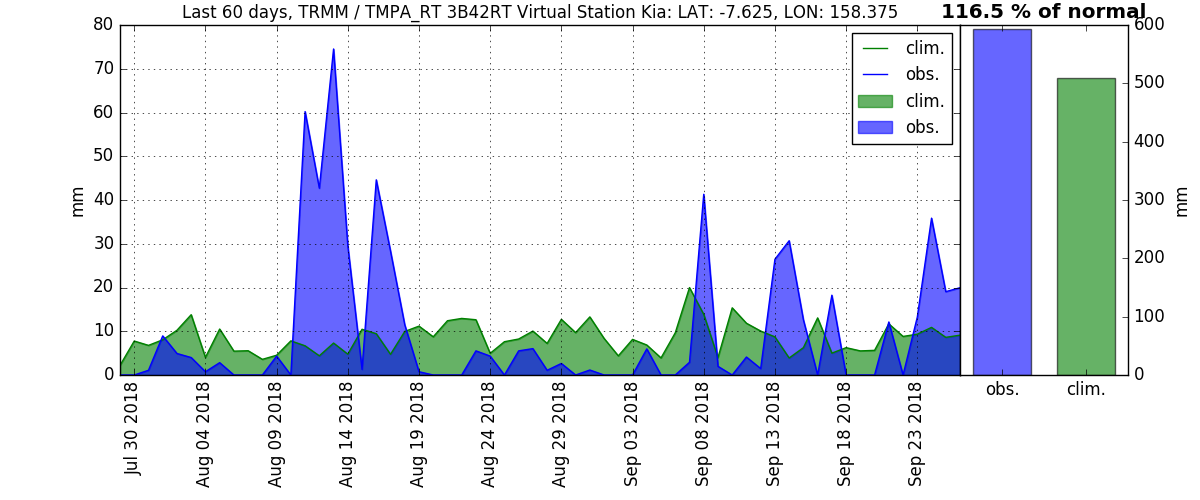 Last 60 days, TRMM / TMPA_RT 3B42RT Virtual Station Kia: LAT: -7.625, LON: 158.375
116.5 % of normal
80
70
60
50
40
30
20
10
0
mm
clim.
obs.
clim.
obs.
600
500
400
300
200
100
0
mm
obs.
clim.
Jul 30 2018
Aug 04 2018
Aug 09 2018
Aug 14 2018
Aug 19 2018
Aug 24 2018
Aug 29 2018
Sep 03 2018
Sep 08 2018
Sep 13 2018
Sep 18 2018
Sep 23 2018